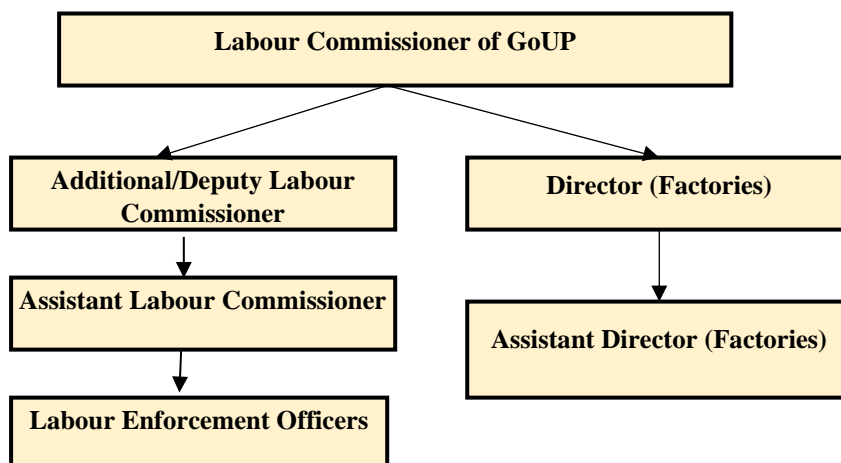 Labour Commissioner of GoUP
Additional/Deputy Labour
Commissioner
Director (Factories)
Assistant Labour Commissioner
Assistant Director (Factories)
Labour Enforcement Officers